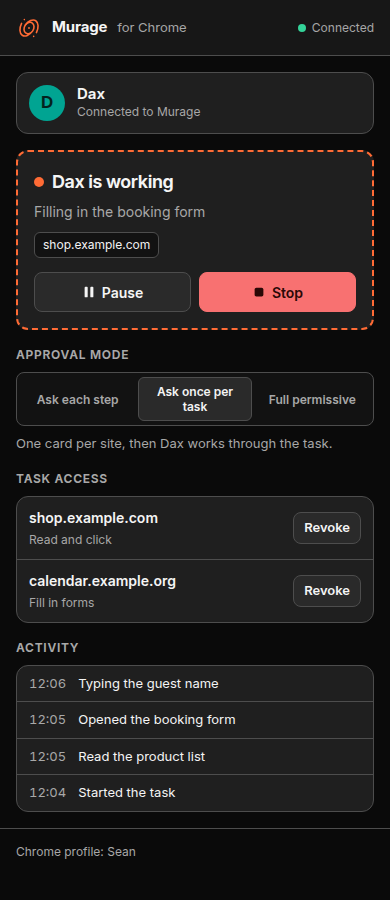 Murage for Chrome
Connected
D
Dax
Connected to Murage
Dax is working
Filling in the booking form
shop.example.com
Pause
Stop
APPROVAL MODE
Ask each step
Ask once per
task
Full permissive
One card per site, then Dax works through the task.
TASK ACCESS
shop.example.com
Read and click
Revoke
calendar.example.org
Fill in forms
Revoke
ACTIVITY
12:06 Typing the guest name
12:05 Opened the booking form
12:05 Read the product list
12:04 Started the task
Chrome profile: Sean